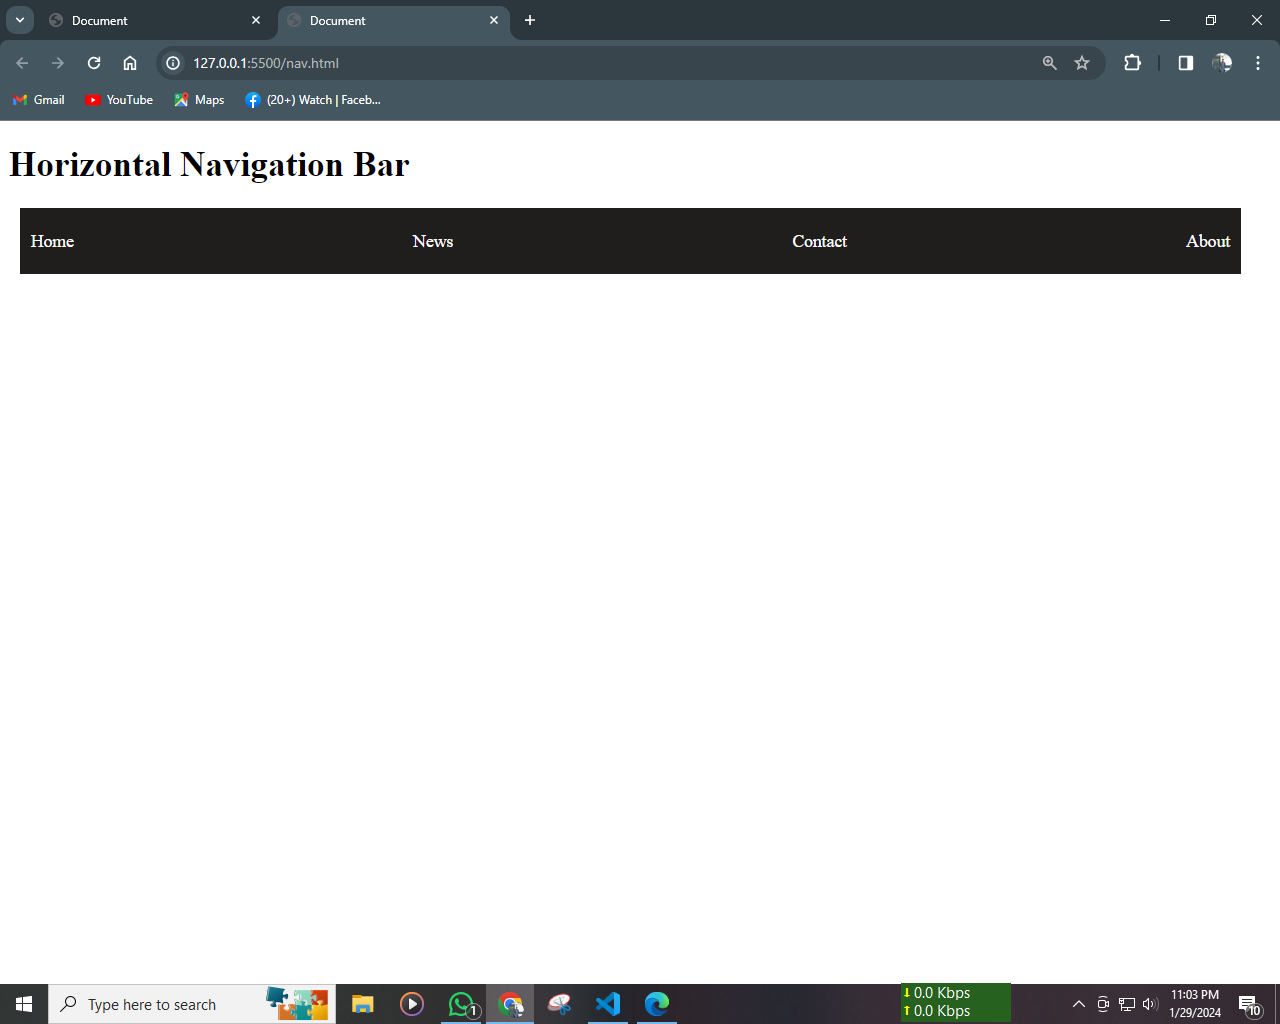 Document
Document
127.0.0.1:5500/nav.html
Gmail
YouTube
Maps
(20+) Watch | Faceb...
Horizontal Navigation Bar
Home
News
Contact
About
Type here to search
1
0.0 Kbps
0.0 Kbps
11:03 PM
1/29/2024
10